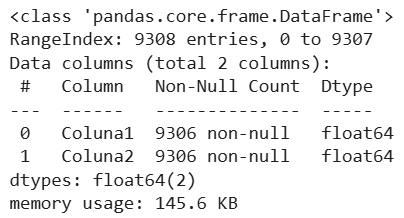 <class 'pandas.core.frame.DataFrame'>
RangeIndex: 9308 entries, 0 to 9307
Data columns (total 2 columns):
 #   Column   Non-Null Count  Dtype
---  ------   --------------  -----
 0   Coluna1  9306 non-null   float64
 1   Coluna2  9306 non-null   float64
dtypes: float64(2)
memory usage: 145.6 KB